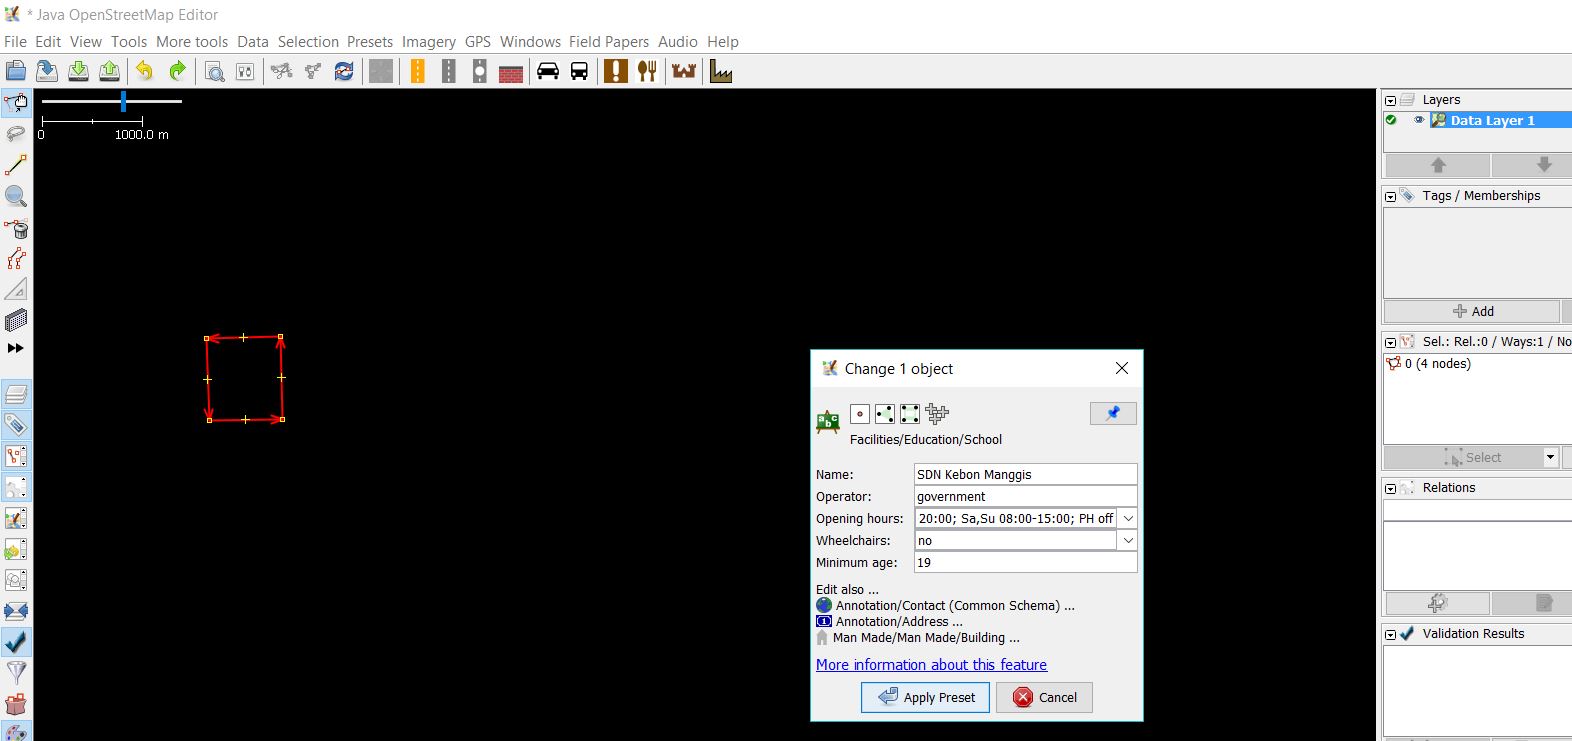 * Java OpenStreetMap Editor
File Edit View Tools More tools Data Selection Presets Imagery GPS Windows Field Papers Audio Help
0 1000.0 m
Layers
Data Layer 1
Tags / Memberships
Add
Sel.: Rel.:0 / Ways:1 / No
0 (4 nodes)
Select
Relations
Validation Results
Change 1 object
abc
Facilities/Education/School
Name: SDN Kebon Manggis
Operator: government
Opening hours: 20:00; Sa,Su 08:00-15:00; PH off
Wheelchairs: no
Minimum age: 19
Edit also ...
Annotation/Contact (Common Schema) ...
1 Annotation/Address ...
Man Made/Man Made/Building ...
More information about this feature
Apply Preset Cancel